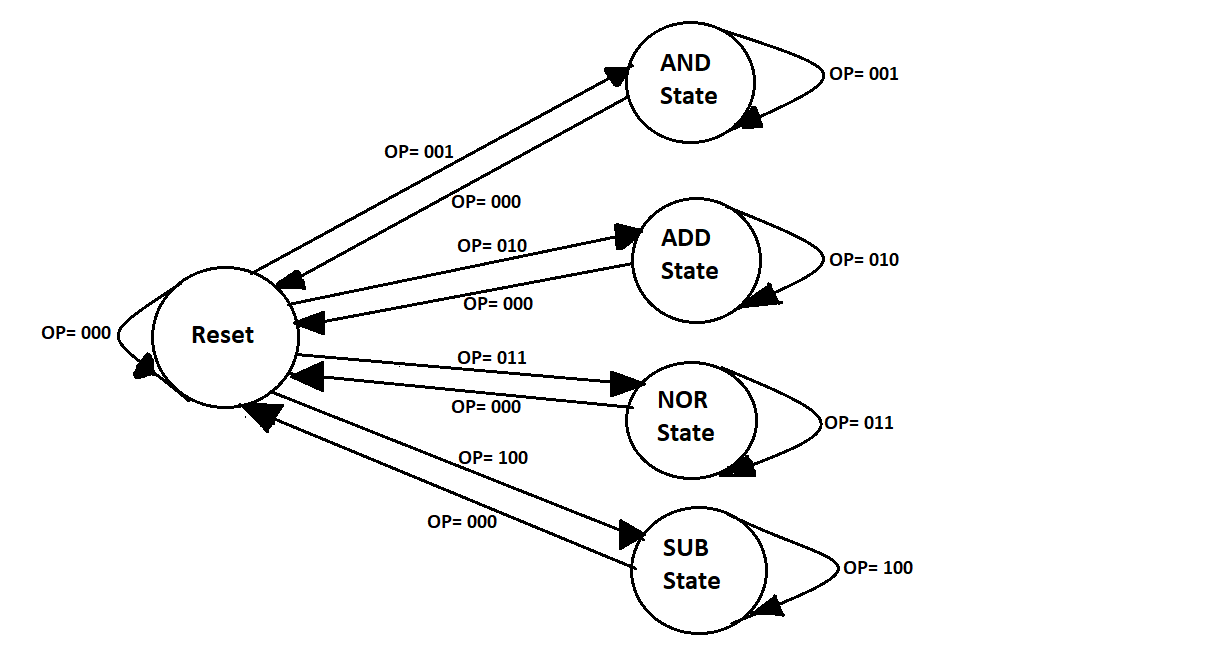 AND
State
OP= 001
OP= 001
OP= 000
ADD
State
OP= 010
OP= 010
OP= 000
Reset
OP= 000
OP= 011
NOR
State
OP= 000
OP= 011
OP= 100
OP= 000
SUB
State
OP= 100